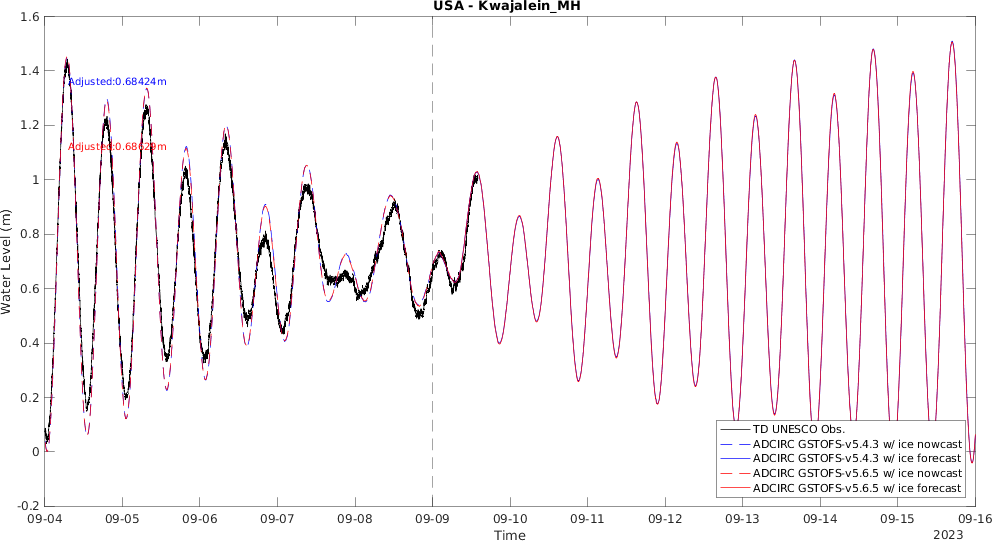 USA - Kwajalein_MH
1.6
1.4
1.2
1
0.8
0.6
0.4
0.2
0
-0.2
Water Level (m)
Adjusted:0.68424m
Adjusted:0.68629m
TD UNESCO Obs.
ADCIRC GSTOFS-v5.4.3 w/ ice nowcast
ADCIRC GSTOFS-v5.4.3 w/ ice forecast
ADCIRC GSTOFS-v5.6.5 w/ ice nowcast
ADCIRC GSTOFS-v5.6.5 w/ ice forecast
09-04 09-05 09-06 09-07 09-08 09-09 09-10 09-11 09-12 09-13 09-14 09-15 09-16
Time
2023